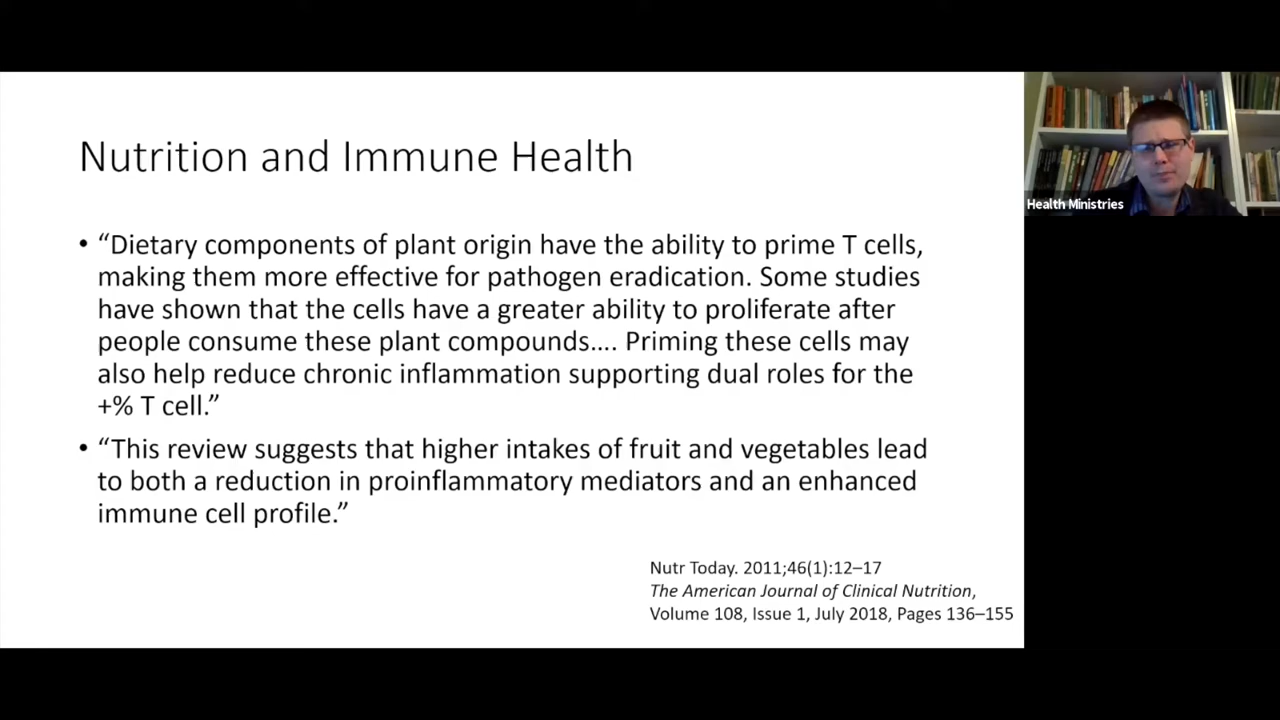 Nutrition and Immune Health
• “Dietary components of plant origin have the ability to prime T cells,
making them more effective for pathogen eradication. Some studies
have shown that the cells have a greater ability to proliferate after
people consume these plant compounds…. Priming these cells may
also help reduce chronic inflammation supporting dual roles for the
+% T cell.”
• “This review suggests that higher intakes of fruit and vegetables lead
to both a reduction in proinflammatory mediators and an enhanced
immune cell profile.”
Nutr Today. 2011;46(1):12–17
The American Journal of Clinical Nutrition,
Volume 108, Issue 1, July 2018, Pages 136–155
Health Ministries